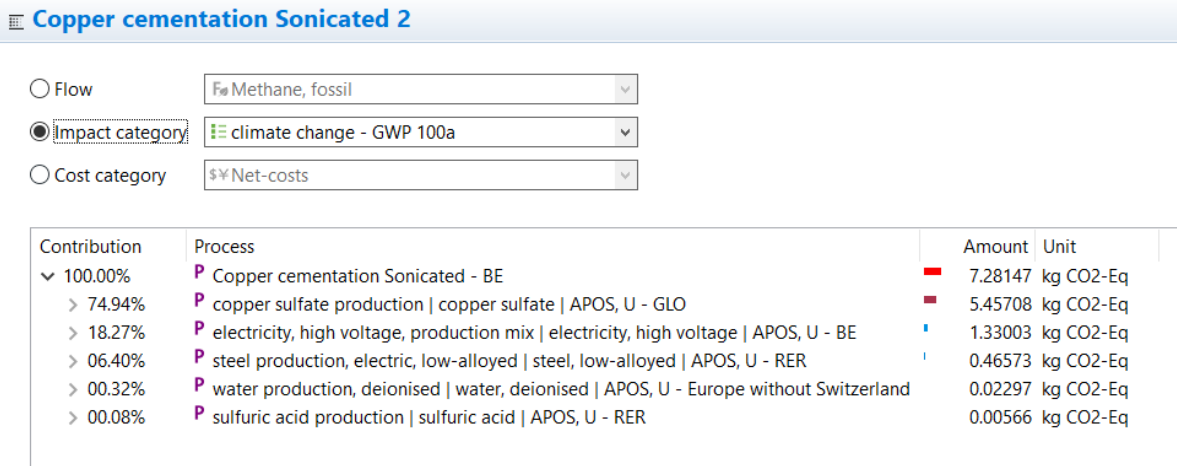 Copper cementation Sonicated 2
Flow Methane, fossil
Impact category climate change - GWP 100a
Cost category Net-costs
Contribution Process Amount Unit
100.00% P Copper cementation Sonicated - BE 7.28147 kg CO2-Eq
74.94% P copper sulfate production | copper sulfate | APOS, U - GLO 5.45708 kg CO2-Eq
18.27% P electricity, high voltage, production mix | electricity, high voltage | APOS, U - BE 1.33003 kg CO2-Eq
06.40% P steel production, electric, low-alloyed | steel, low-alloyed | APOS, U - RER 0.46573 kg CO2-Eq
00.32% P water production, deionised | water, deionised | APOS, U - Europe without Switzerland 0.02297 kg CO2-Eq
00.08% P sulfuric acid production | sulfuric acid | APOS, U - RER 0.00566 kg CO2-Eq